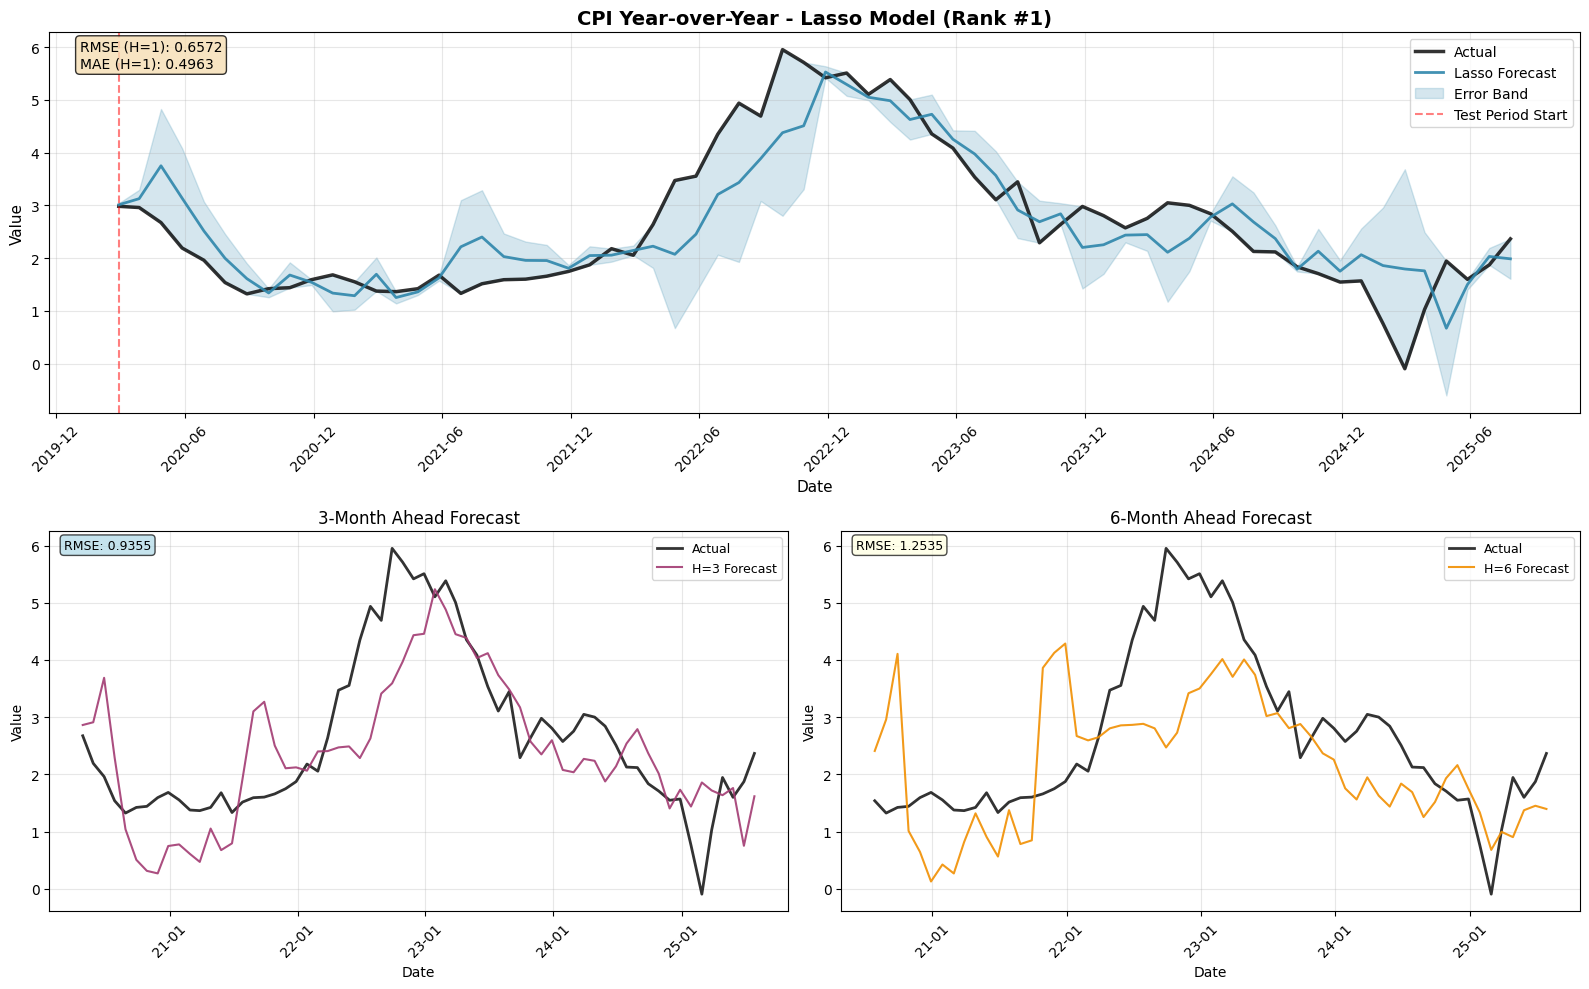 CPI Year-over-Year - Lasso Model (Rank #1)
RMSE (H=1): 0.6572
MAE (H=1): 0.4963
Actual
Lasso Forecast
Error Band
Test Period Start
Value
6
5
4
3
2
1
0
2019-12
2020-06
2020-12
2021-06
2021-12
2022-06
2022-12
2023-06
2023-12
2024-06
2024-12
2025-06
Date
3-Month Ahead Forecast
RMSE: 0.9355
Actual
H=3 Forecast
Value
6
5
4
3
2
1
0
21-01
22-01
23-01
24-01
25-01
Date
6-Month Ahead Forecast
RMSE: 1.2535
Actual
H=6 Forecast
Value
6
5
4
3
2
1
0
21-01
22-01
23-01
24-01
25-01
Date